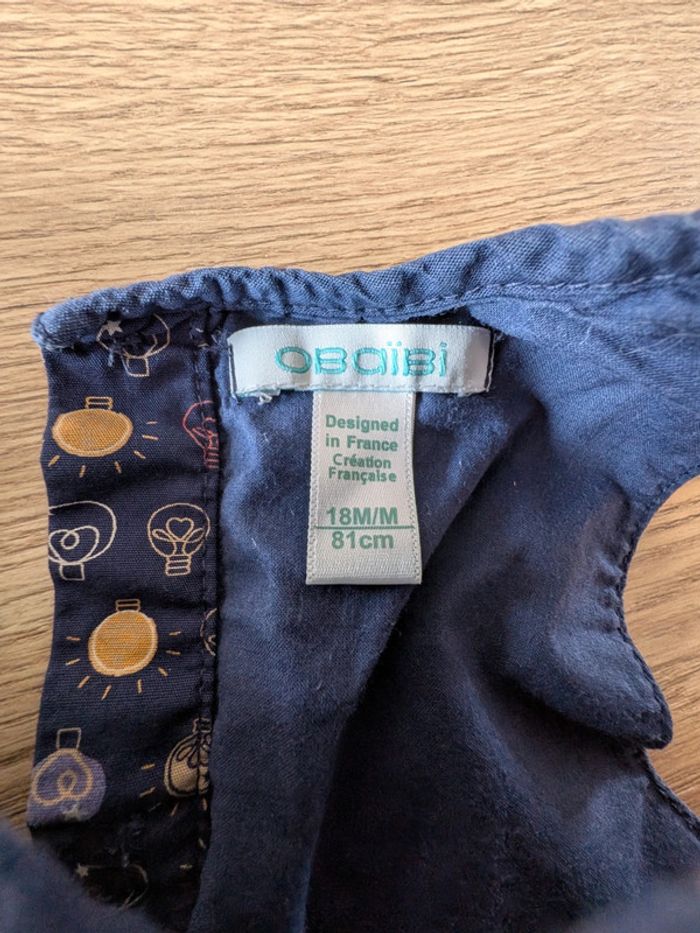 OBAÏBI
Designed
in France
Création
Française
18M/M
81cm